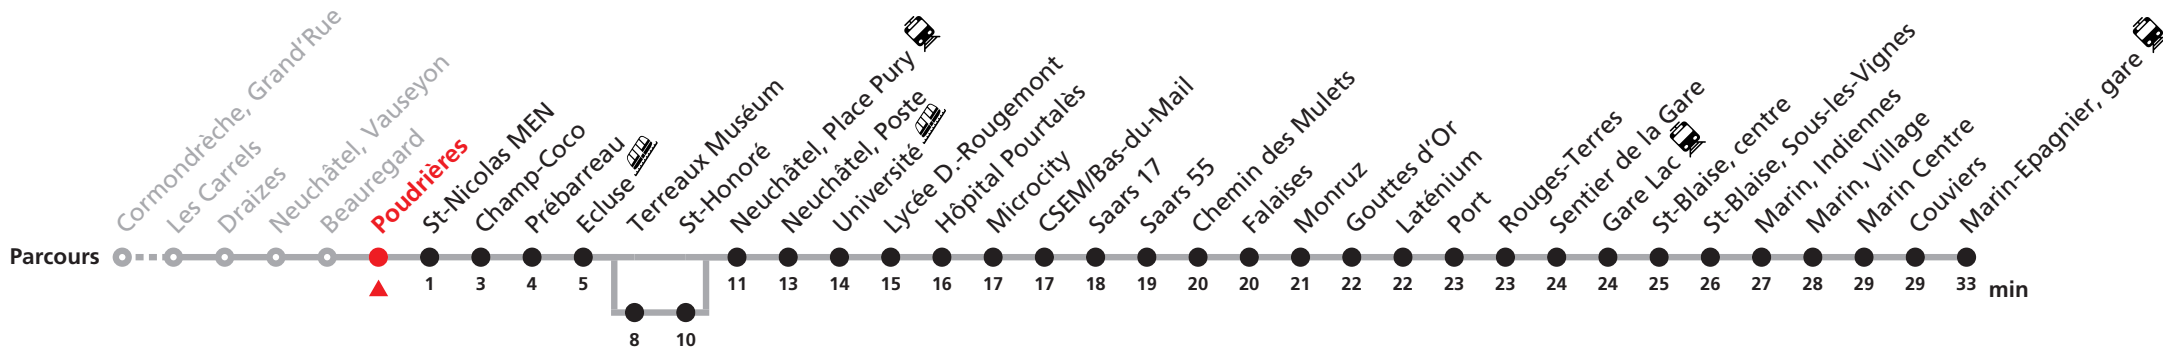 Cormondrèche, Grand'Rue
Les Carrels
Draizes
Neuchâtel, Vauseyon
Beauregard
Poudrières
St-Nicolas MEN
Champ-Coco
Prébarreau
Ecluse
Terreaux Muséum
St-Honoré
Neuchâtel, Place Pury
Neuchâtel, Poste
Université
Lycée D.-Rougemont
Hôpital Pourtalès
Microcity
CSEM/Bas-du-Mail
Saars 17
Saars 55
Chemin des Mulets
Falaises
Monruz
Gouttes d'Or
Laténium
Port
Rouges-Terres
Sentier de la Gare
Gare Lac
St-Blaise, centre
St-Blaise, Sous-les-Vignes
Marin, Indiennes
Marin, Village
Marin Centre
Couviers
Marin-Epagnier, gare
Parcours
1 3 4 5 11 13 14 15 16 17 17 18 19 20 20 21 22 22 23 23 24 24 25 26 27 28 29 29 33 min
8 10